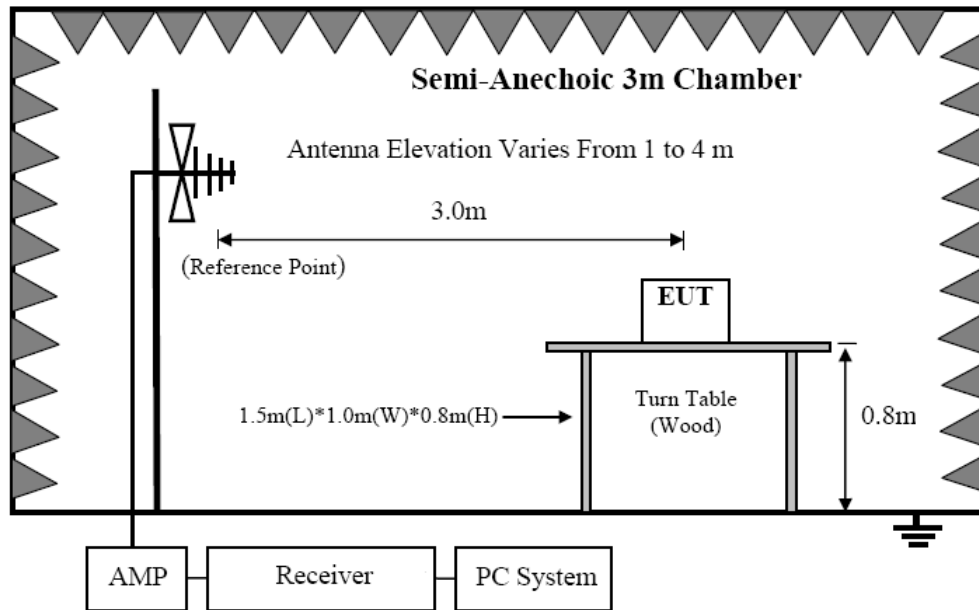 Semi-Anechoic 3m Chamber
Antenna Elevation Varies From 1 to 4 m
3.0m
(Reference Point)
EUT
1.5m(L)*1.0m(W)*0.8m(H)
Turn Table
(Wood)
0.8m
AMP
Receiver
PC System